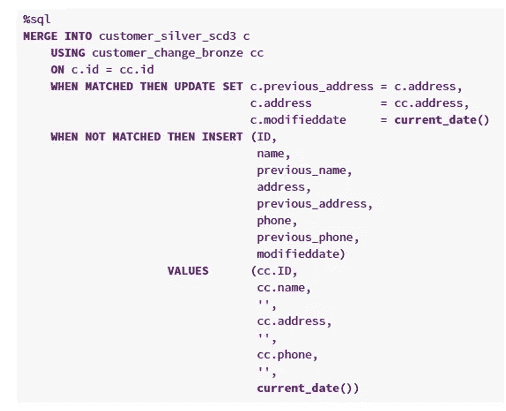 %sql
MERGE INTO customer_silver_scd3 c
USING customer_change_bronze cc
ON c.id = cc.id
WHEN MATCHED THEN UPDATE SET c.previous_address = c.address,
c.address = cc.address,
c.modifieddate = current_date()
WHEN NOT MATCHED THEN INSERT (ID,
name,
previous_name,
address,
previous_address,
phone,
previous_phone,
modifieddate)
VALUES (cc.ID,
cc.name,
'',
cc.address,
'',
cc.phone,
'',
current_date())